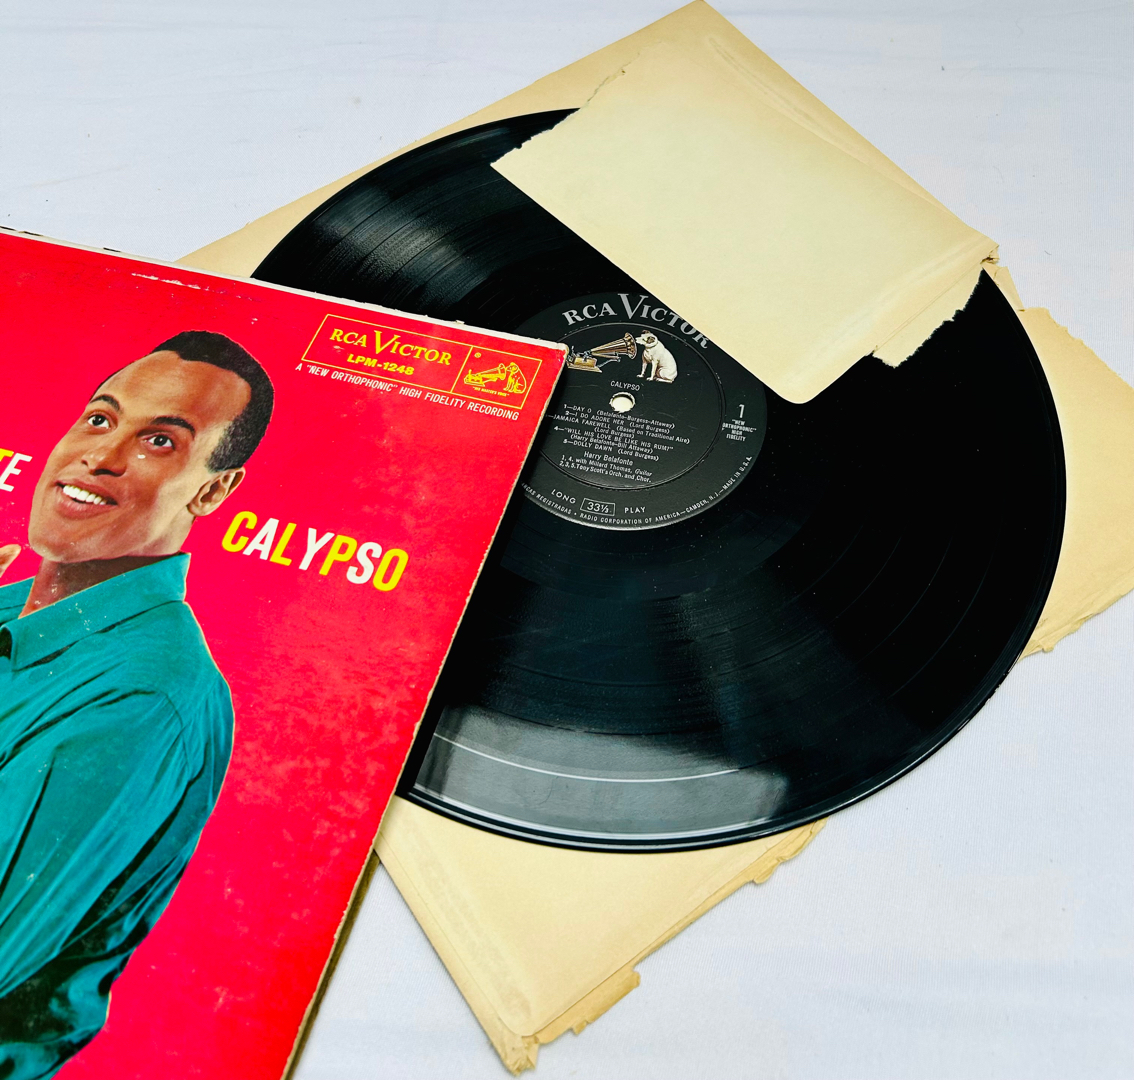 RCA VICTOR
LPM-1248
A "NEW ORTHOPHONIC" HIGH FIDELITY RECORDING
"HIS MASTER'S VOICE"
TE
CALYPSO
RCA VICTOR
CALYPSO
1
"NEW
ORTHOPHONIC"
HIGH
FIDELITY
1—DAY O (Belafonte-Burgess-Attaway)
2—I DO ADORE HER (Lord Burgess)
JAMAICA FAREWELL (Based on Traditional Aire)
(Lord Burgess)
4—"WILL HIS LOVE BE LIKE HIS RUM?"
(Harry Belafonte-Bill Attaway)
5—DOLLY DAWN (Lord Burgess)
Harry Belafonte
1, 4, with Millard Thomas, Guitar
2, 3, 5, Tony Scott's Orch. and Chor.
LONG 33⅓ PLAY
CAS REGISTRADAS • RADIO CORPORATION OF AMERICA—CAMDEN, N.J.—MADE IN U.S.A.